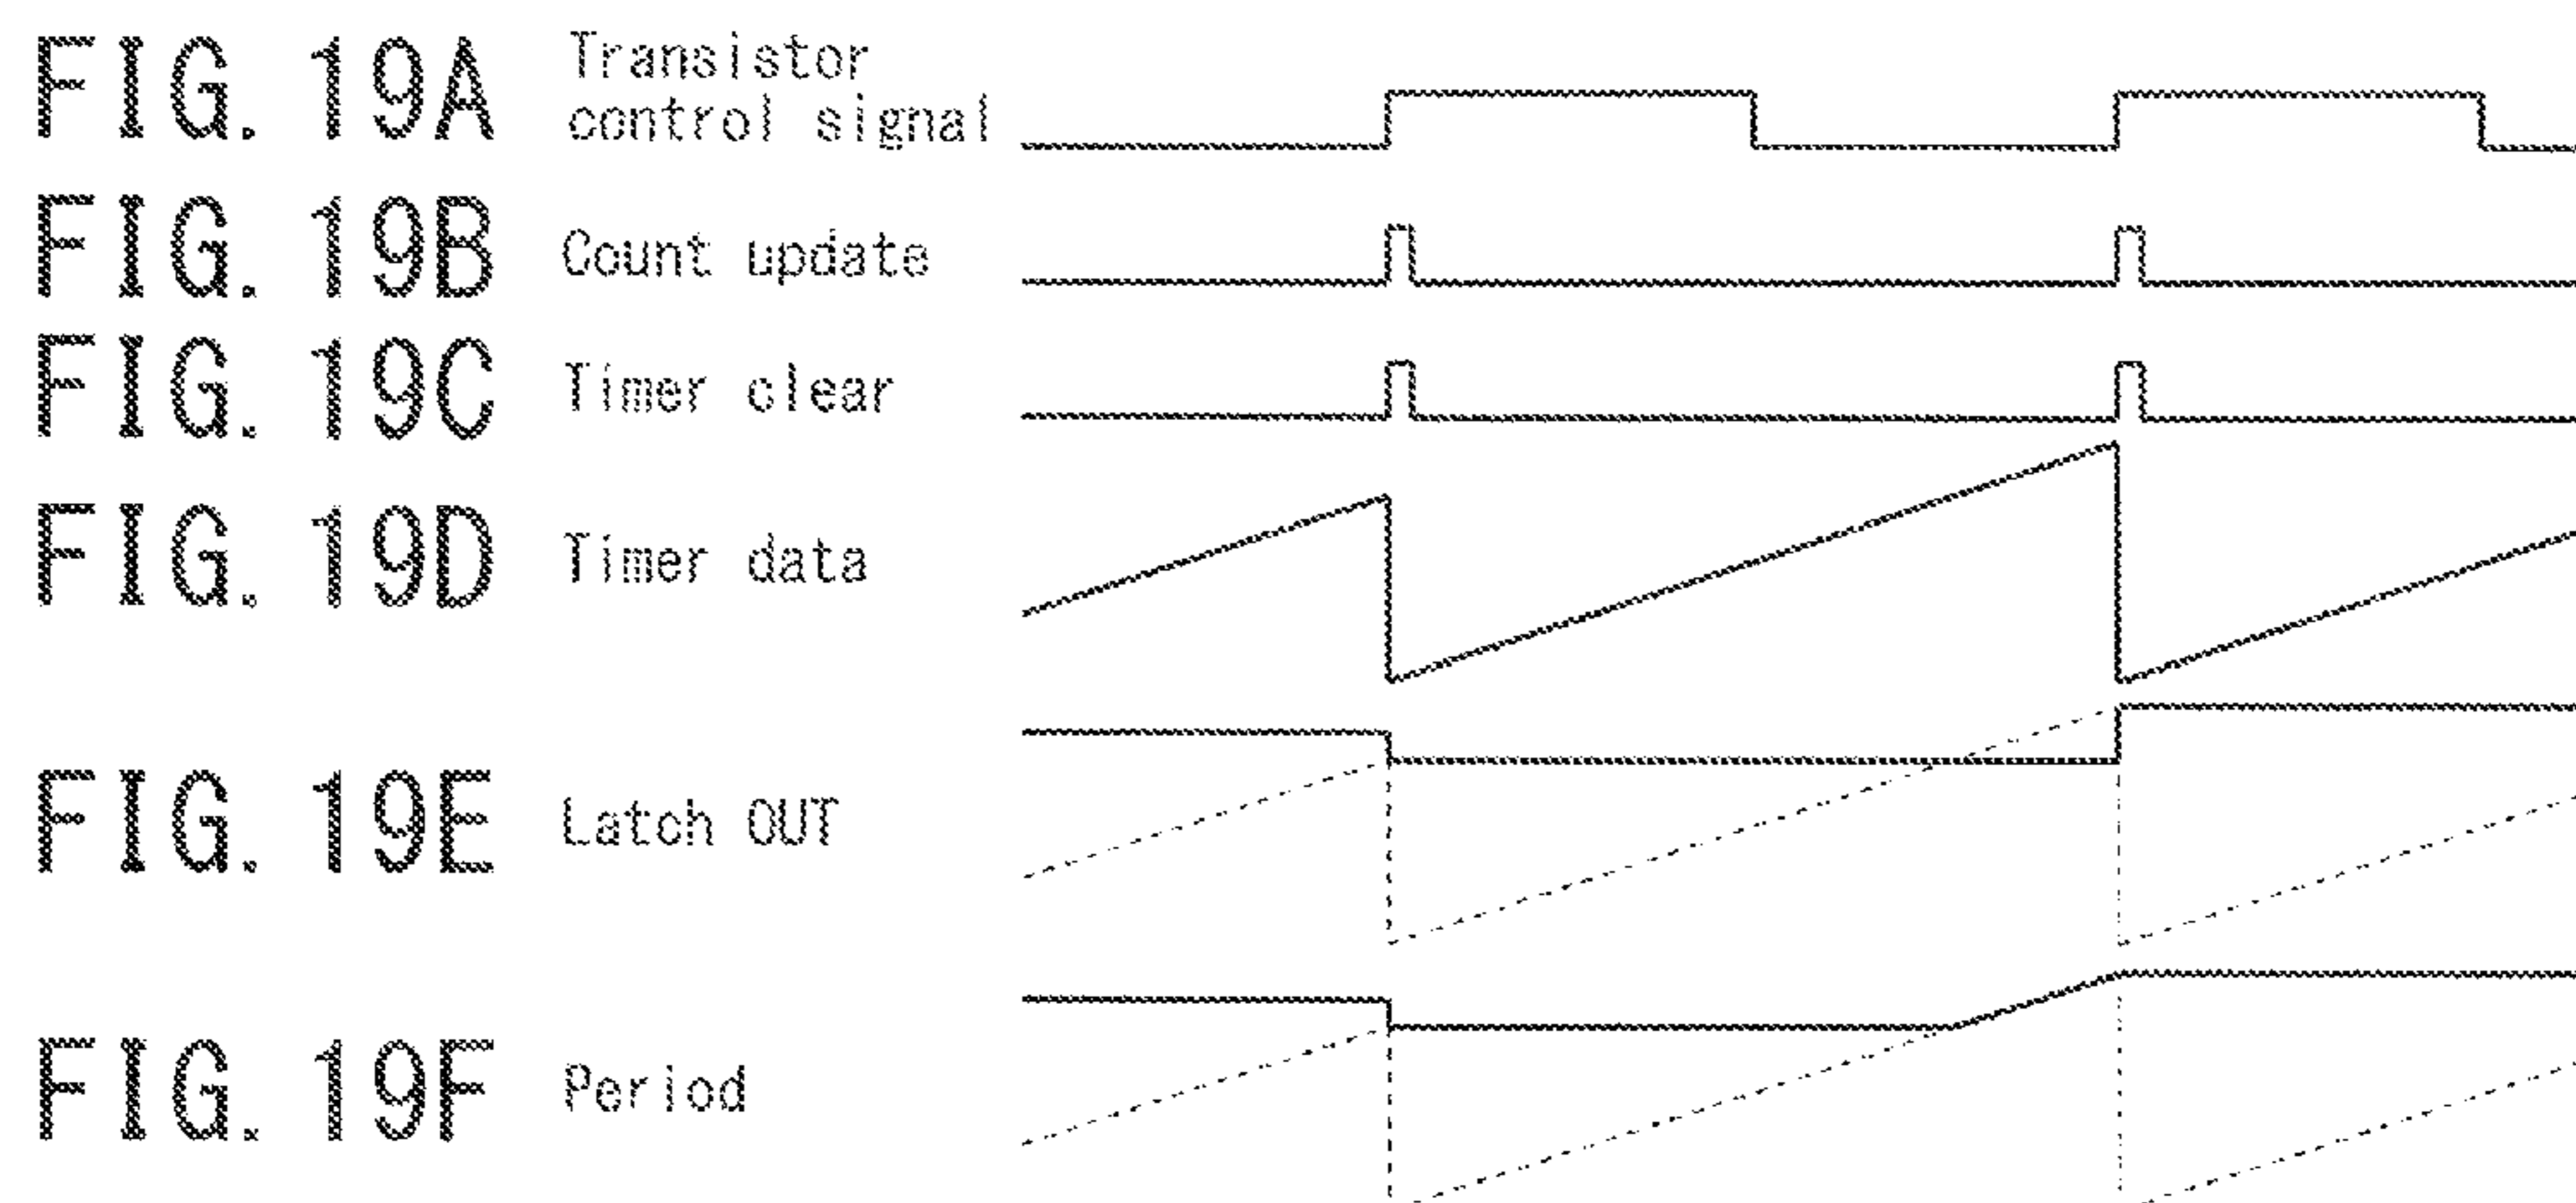 FIG. 19A Transistor
control signal
FIG. 19B Count update
FIG. 19C Timer clear
FIG. 19D Timer data
FIG. 19E Latch OUT
FIG. 19F Period